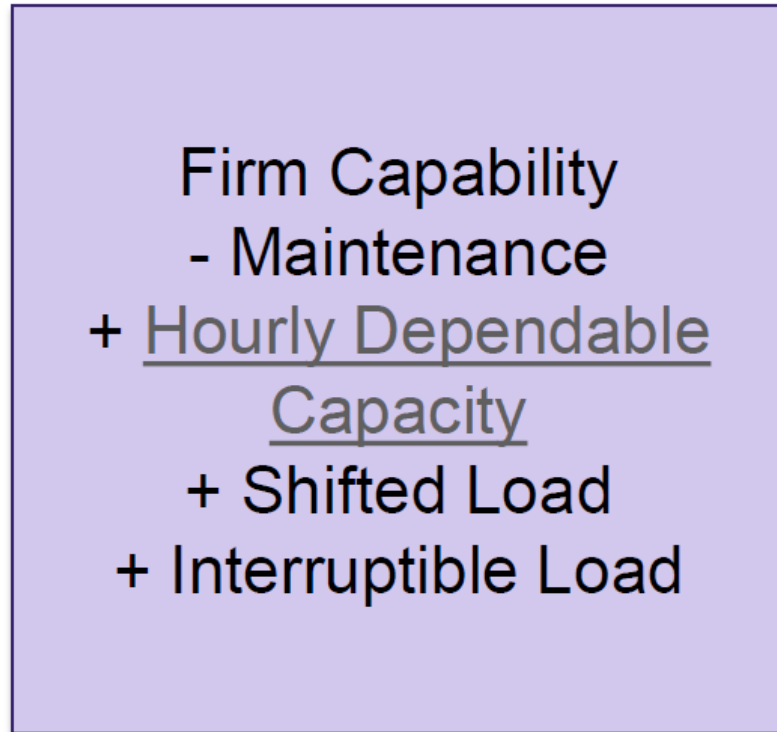 Firm Capability
- Maintenance
+ Hourly Dependable
Capacity
+ Shifted Load
+ Interruptible Load